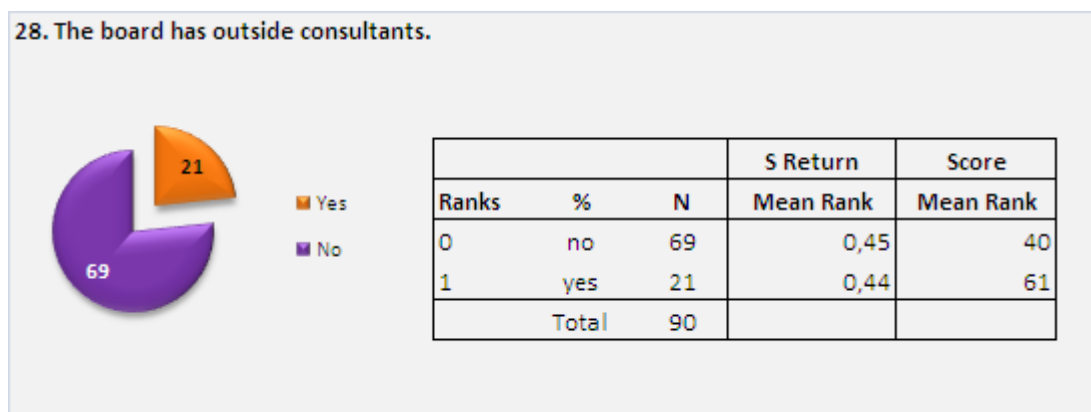 28. The board has outside consultants.
21
69
Yes
No
S Return Score
Ranks % N Mean Rank Mean Rank
0 no 69 0,45 40
1 yes 21 0,44 61
Total 90